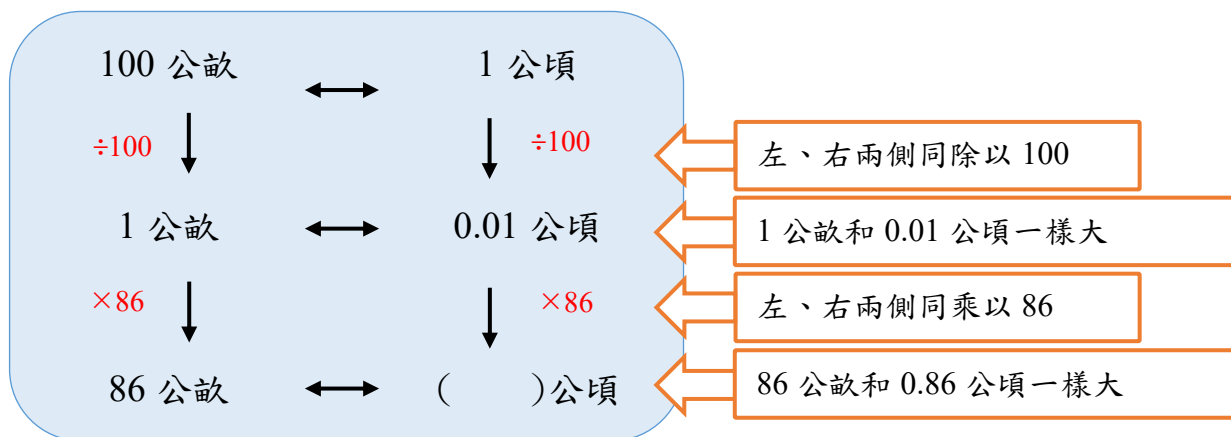 100 公畝 1 公頃
÷100 ÷100
左、右兩側同除以 100
1 公畝 0.01 公頃
1 公畝和 0.01 公頃一樣大
×86 ×86
左、右兩側同乘以 86
86 公畝 ( )公頃
86 公畝和 0.86 公頃一樣大